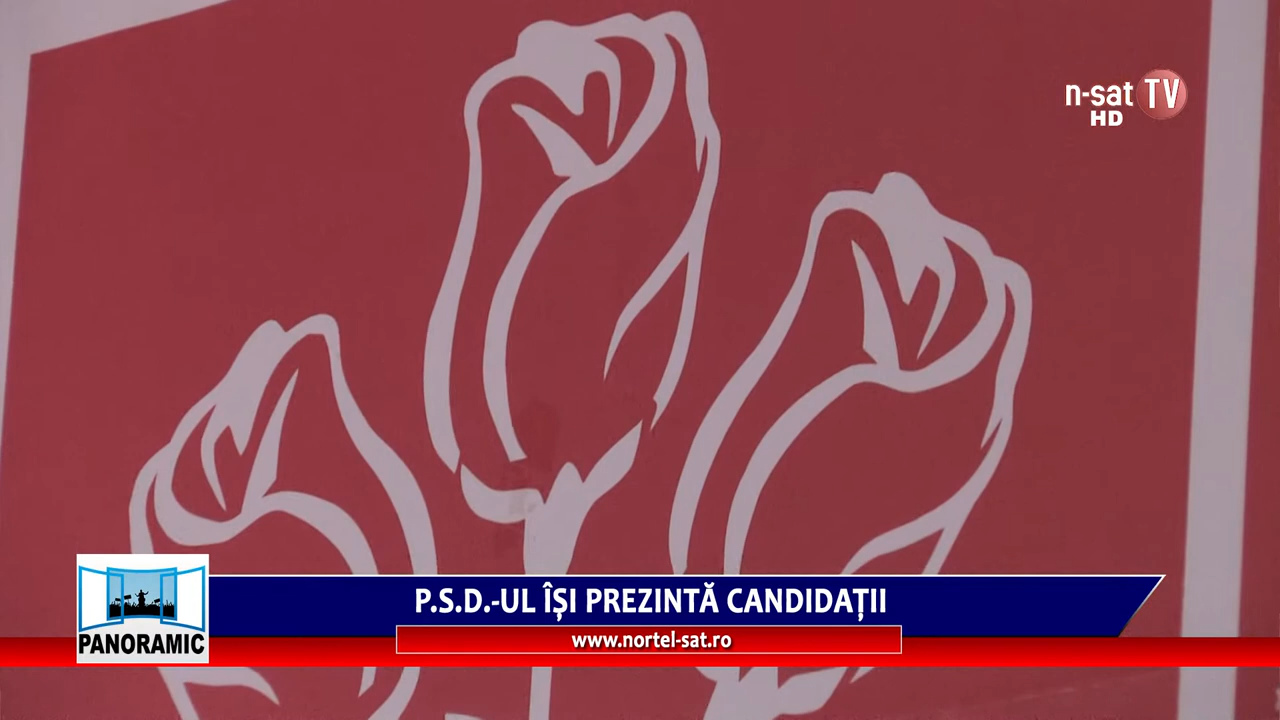 n-sat TV
HD
P.S.D.-UL ÎȘI PREZINTĂ CANDIDAȚII
PANORAMIC
www.nortel-sat.ro